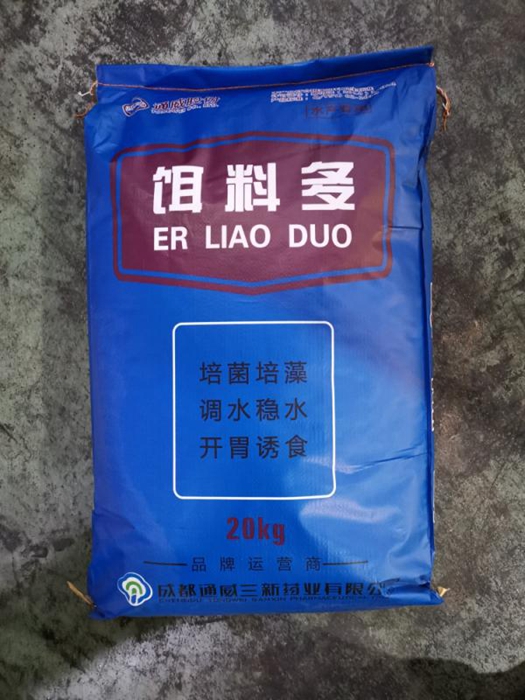 饵料多
ER LIAO DUO
培菌培藻
调水稳水
开胃诱食
20kg
品牌运营商
成都通威三新药业有限公